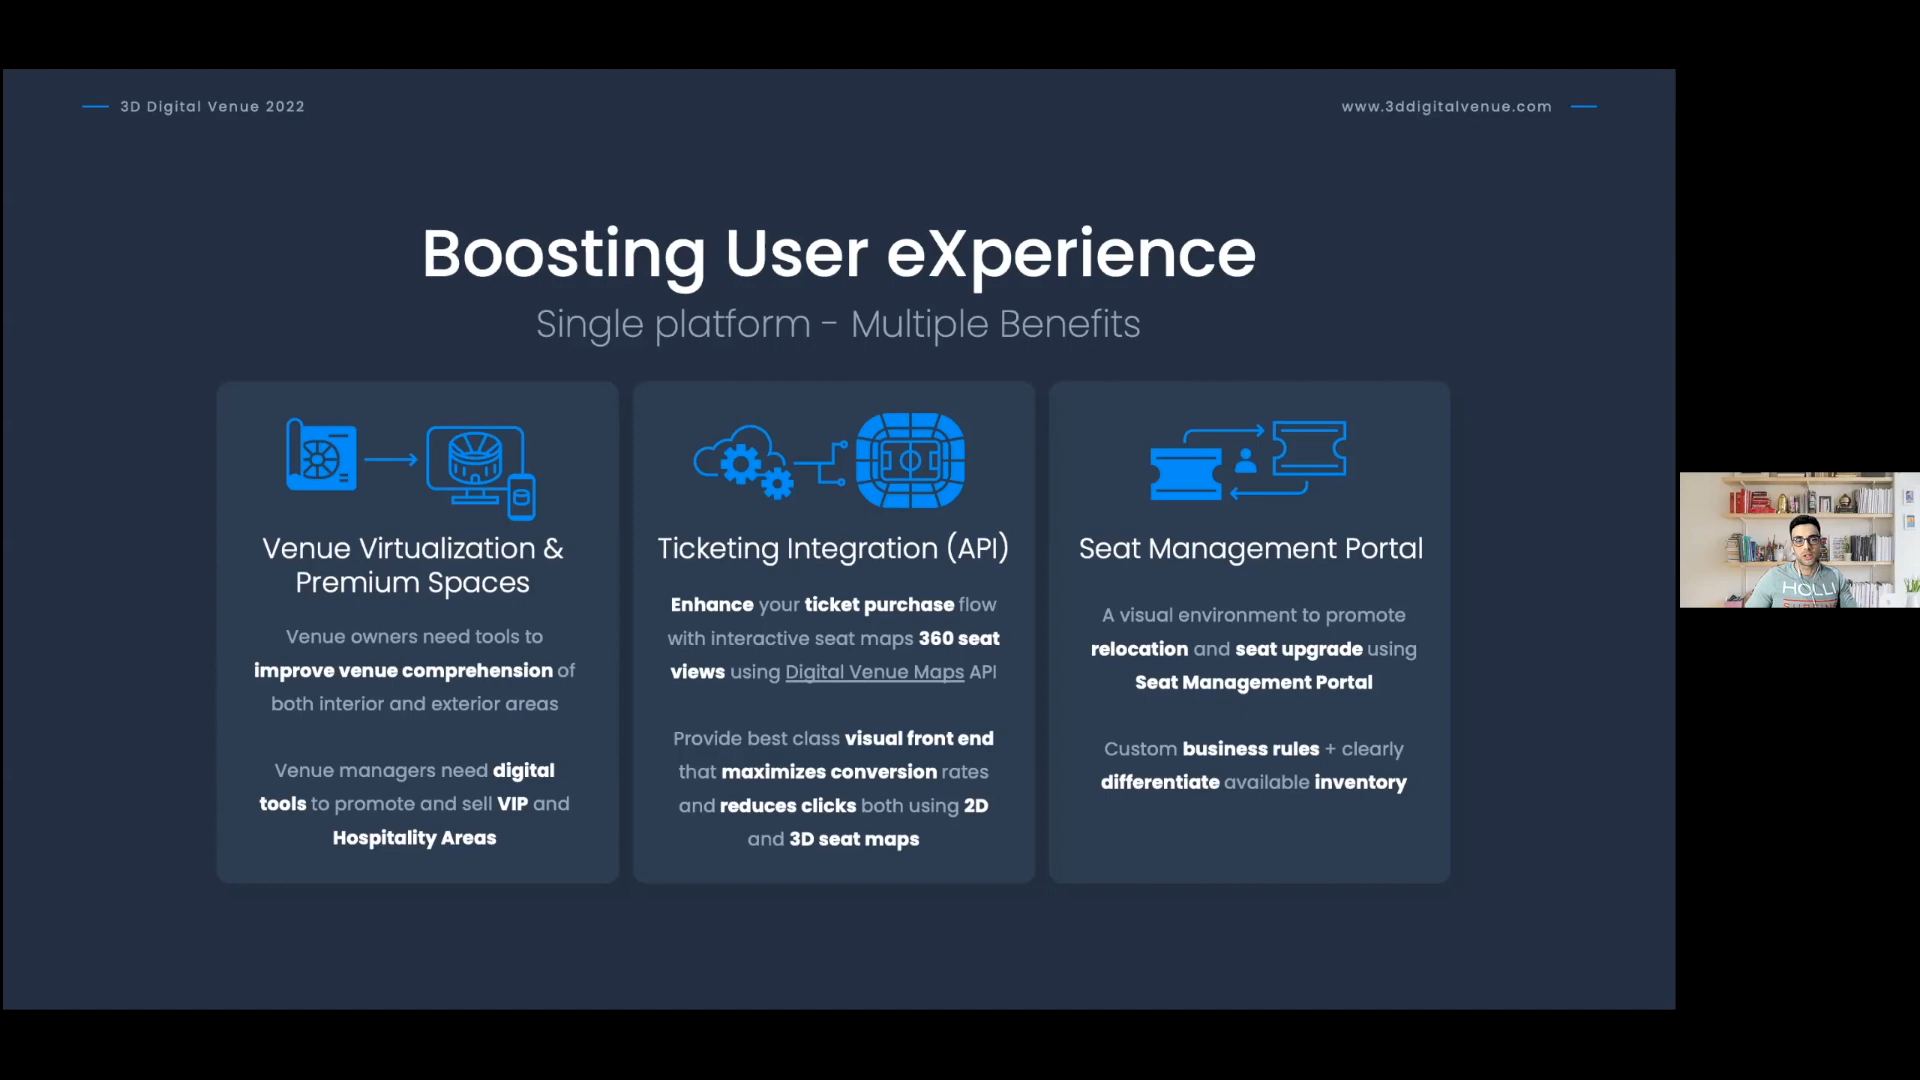 3D Digital Venue 2022
www.3ddigitalvenue.com
Boosting User eXperience
Single platform - Multiple Benefits
Venue Virtualization &
Premium Spaces
Venue owners need tools to
improve venue comprehension of
both interior and exterior areas
Venue managers need digital
tools to promote and sell VIP and
Hospitality Areas
Ticketing Integration (API)
Enhance your ticket purchase flow
with interactive seat maps 360 seat
views using Digital Venue Maps API
Provide best class visual front end
that maximizes conversion rates
and reduces clicks both using 2D
and 3D seat maps
Seat Management Portal
A visual environment to promote
relocation and seat upgrade using
Seat Management Portal
Custom business rules + clearly
differentiate available inventory
HOLLI